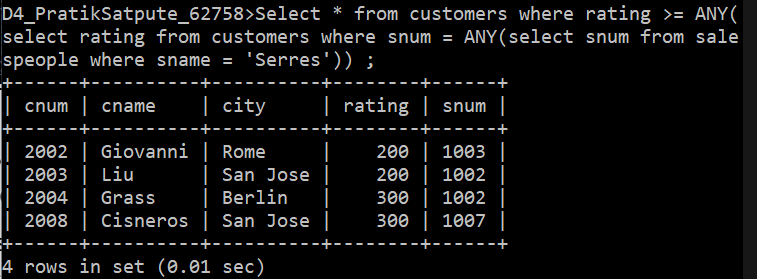 D4_PratikSatpute_62758>Select * from customers where rating >= ANY(
select rating from customers where snum = ANY(select snum from sale
speople where sname = 'Serres')) ;
+------+----------+----------+--------+------+
| cnum | cname    | city     | rating | snum |
+------+----------+----------+--------+------+
| 2002 | Giovanni | Rome     |    200 | 1003 |
| 2003 | Liu      | San Jose |    200 | 1002 |
| 2004 | Grass    | Berlin   |    300 | 1002 |
| 2008 | Cisneros | San Jose |    300 | 1007 |
+------+----------+----------+--------+------+
4 rows in set (0.01 sec)